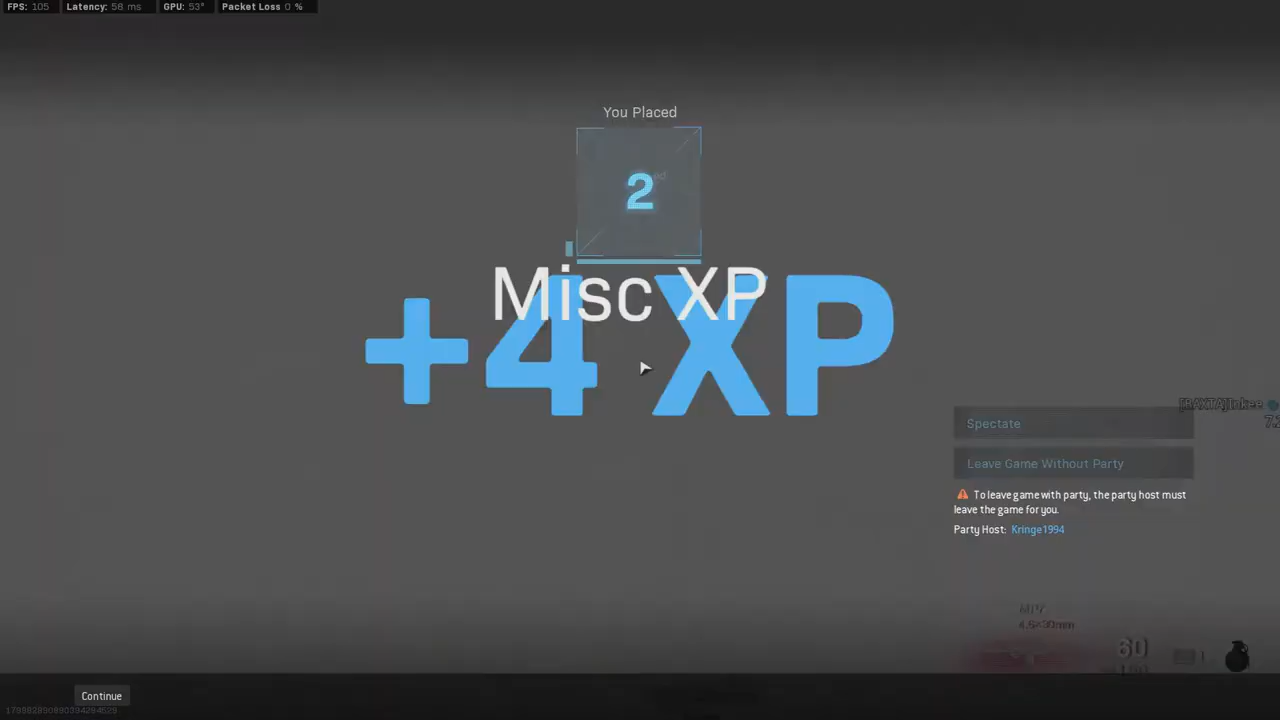 FPS: 105 Latency: 58 ms GPU: 53° Packet Loss 0 %
You Placed
2
Misc XP
+4 XP
Spectate
Leave Game Without Party
To leave game with party, the party host must
leave the game for you.
Party Host: Kringe1994
60
Continue